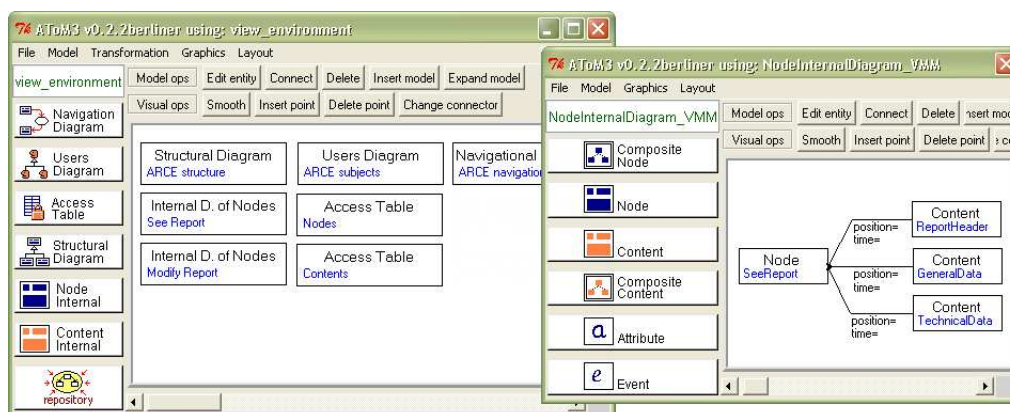 AToM3 v0.2.2berliner using: view_environment
File Model Transformation Graphics Layout
view_environment
Model ops Edit entity Connect Delete Insert model Expand model
Visual ops Smooth Insert point Delete point Change connector
Navigation
Diagram
Users
Diagram
Access
Table
Structural
Diagram
Node
Internal
Content
Internal
repository
Structural Diagram
ARCE structure
Users Diagram
ARCE subjects
Navigational
ARCE navigation
Internal D. of Nodes
See Report
Access Table
Nodes
Internal D. of Nodes
Modify Report
Access Table
Contents
AToM3 v0.2.2berliner using: NodeInternalDiagram_VMM
File Model Graphics Layout
NodeInternalDiagram_VMM
Model ops Edit entity Connect Delete nsert mod
Visual ops Smooth Insert point Delete point
Composite
Node
Node
Content
Composite
Content
a Attribute
e Event
Node
SeeReport
position=
time=
Content
ReportHeader
position=
time=
Content
GeneralData
position=
time=
Content
TechnicalData